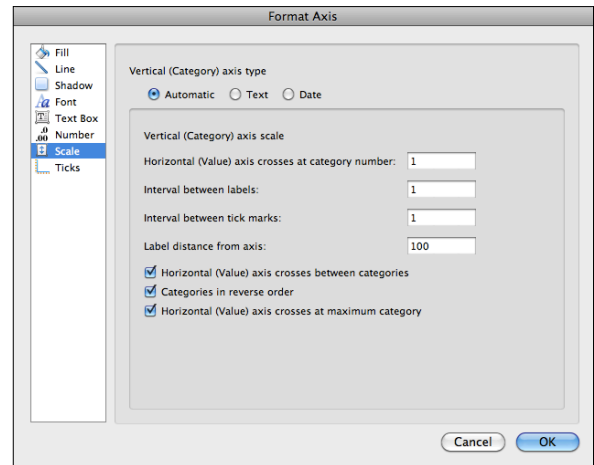 Format Axis
Fill
Line
Shadow
Font
Text Box
Number
Scale
Ticks
Vertical (Category) axis type
Automatic Text Date
Vertical (Category) axis scale
Horizontal (Value) axis crosses at category number: 1
Interval between labels: 1
Interval between tick marks: 1
Label distance from axis: 100
Horizontal (Value) axis crosses between categories
Categories in reverse order
Horizontal (Value) axis crosses at maximum category
Cancel OK